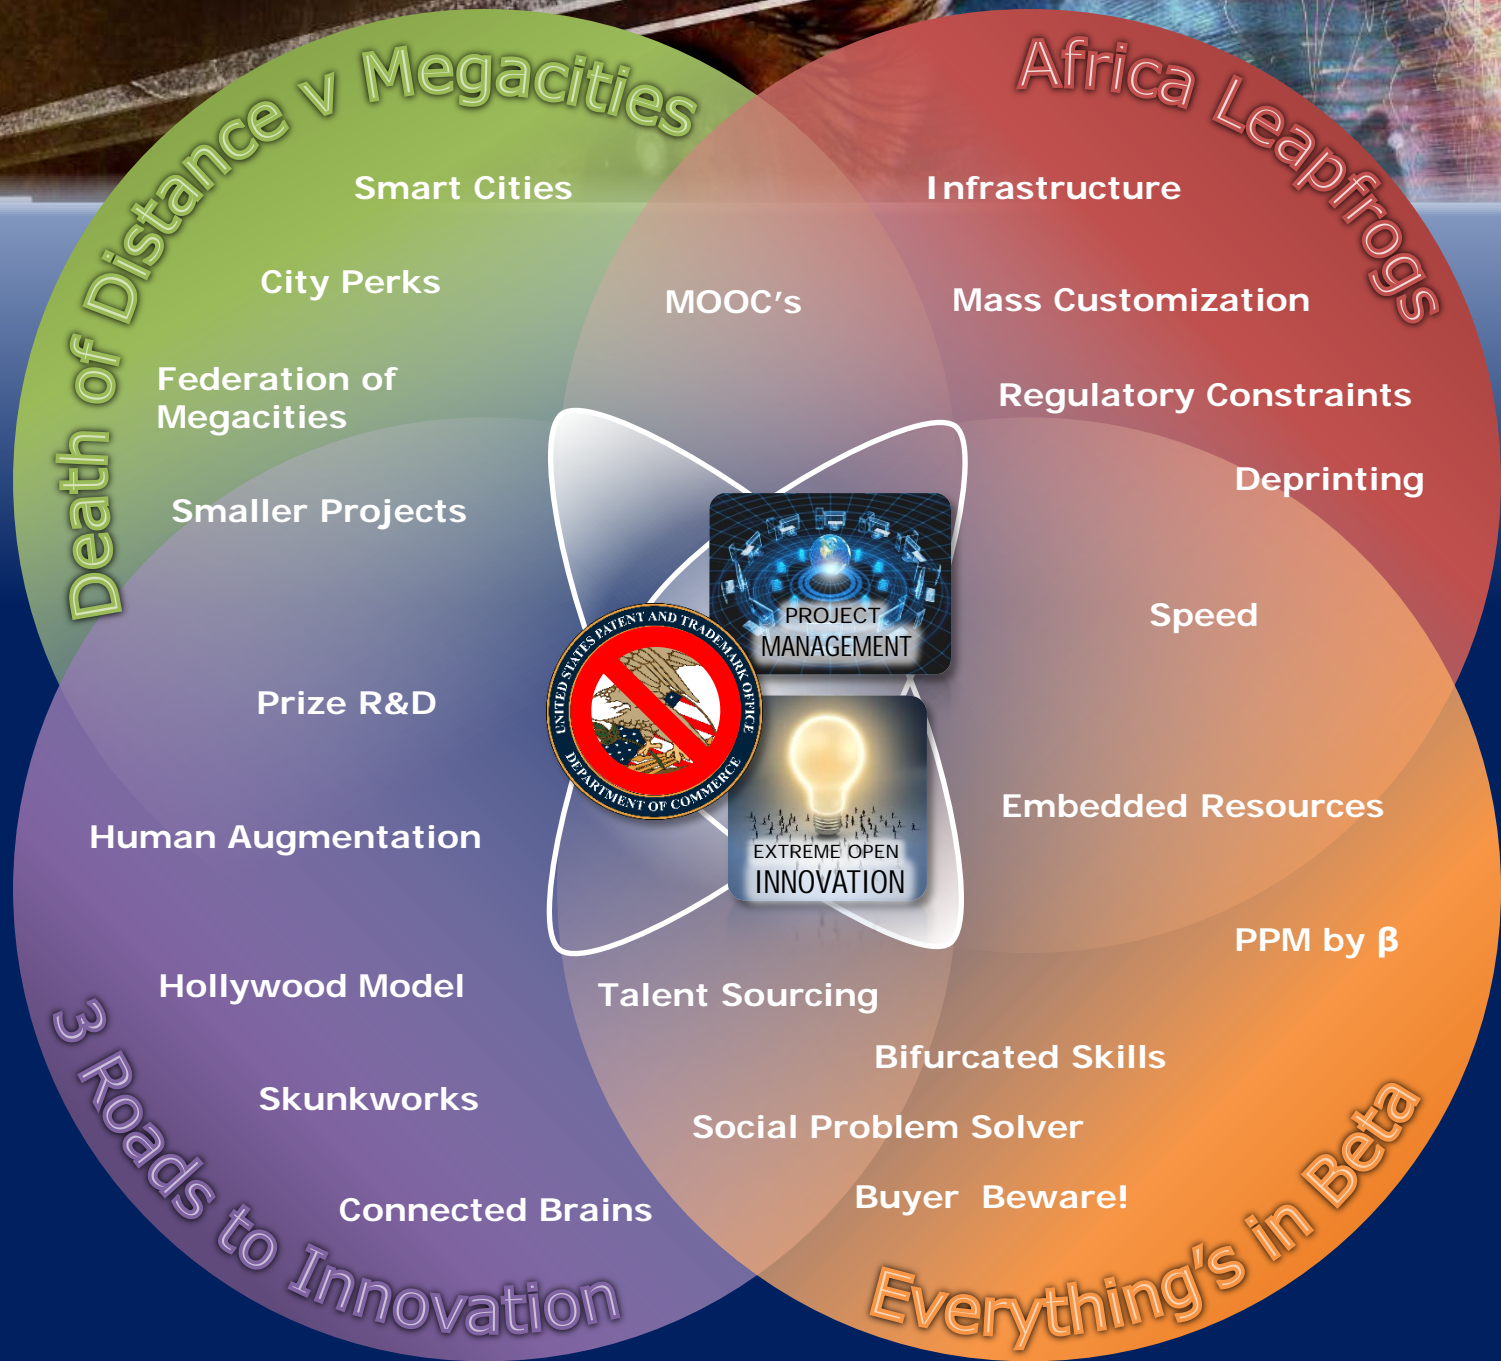 Death of Distance v Megacities
Africa Leapfrogs
Smart Cities
Infrastructure
City Perks
MOOC's
Mass Customization
Federation of
Megacities
Regulatory Constraints
Deprinting
Smaller Projects
Speed
PROJECT
MANAGEMENT
UNITED STATES PATENT AND TRADEMARK OFFICE
DEPARTMENT OF COMMERCE
Prize R&D
Embedded Resources
Human Augmentation
EXTREME OPEN
INNOVATION
PPM by β
Hollywood Model
Talent Sourcing
Bifurcated Skills
Skunkworks
Social Problem Solver
Connected Brains
Buyer  Beware!
3 Roads to Innovation
Everything's in Beta